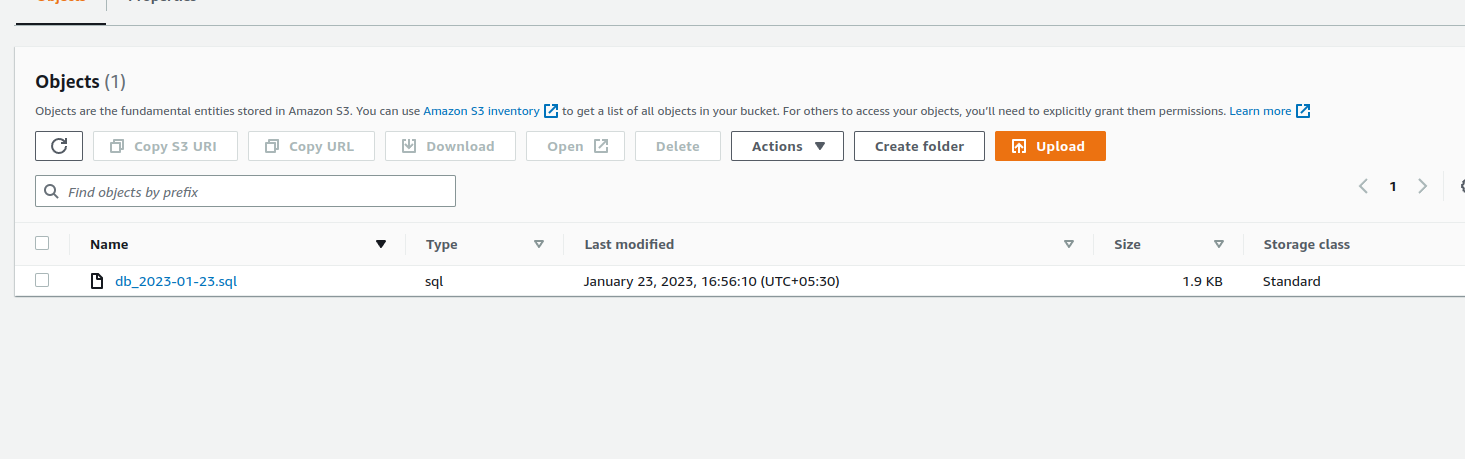 Objects Properties
Objects (1)
Objects are the fundamental entities stored in Amazon S3. You can use Amazon S3 inventory to get a list of all objects in your bucket. For others to access your objects, you'll need to explicitly grant them permissions. Learn more
Copy S3 URI Copy URL Download Open Delete Actions Create folder Upload
Find objects by prefix
1
Name Type Last modified Size Storage class
db_2023-01-23.sql sql January 23, 2023, 16:56:10 (UTC+05:30) 1.9 KB Standard